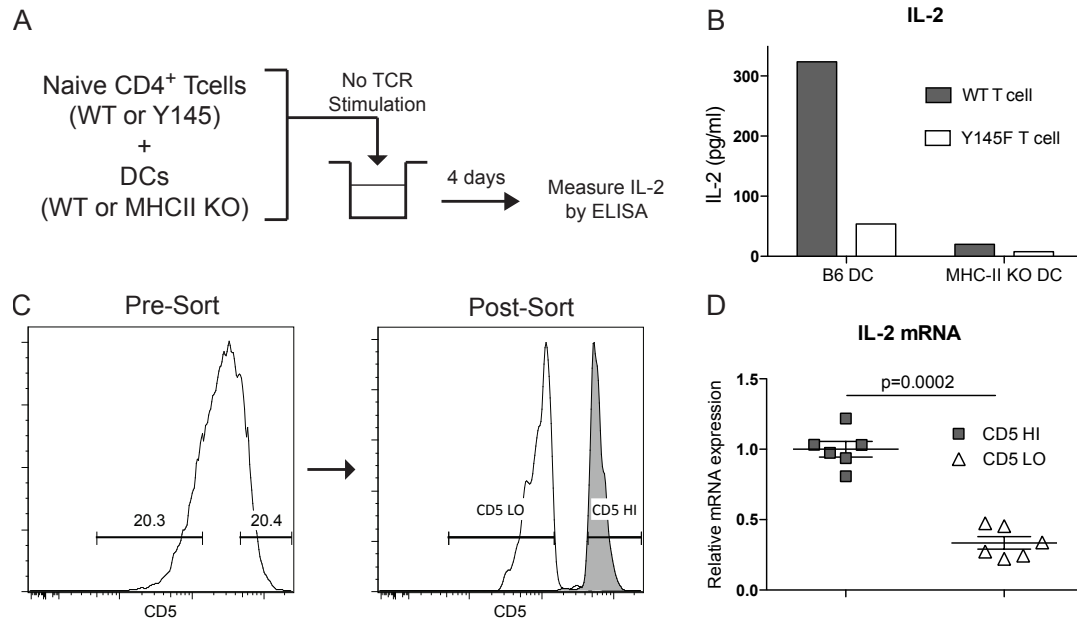 A
Naive CD4+ Tcells
(WT or Y145)
+
DCs
(WT or MHCII KO)
No TCR
Stimulation
4 days
Measure IL-2
by ELISA
B
IL-2
IL-2 (pg/ml)
300
200
100
0
WT T cell
Y145F T cell
B6 DC
MHC-II KO DC
C
Pre-Sort
20.3
20.4
CD5
Post-Sort
CD5 LO
CD5 HI
CD5
D
IL-2 mRNA
Relative mRNA expression
1.5
1.0
0.5
0.0
p=0.0002
CD5 HI
CD5 LO